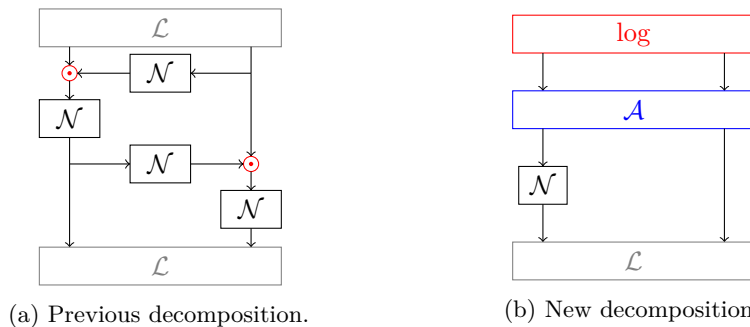 ℒ
log
𝒩
𝒩
𝒜
𝒩
𝒩
𝒩
ℒ
ℒ
(a) Previous decomposition.
(b) New decomposition